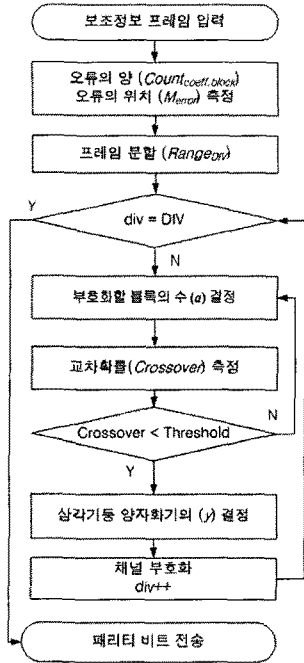 보조정보 프레임 입력
오류의 양 (Count_coeff,block)
오류의 위치 (M_error) 측정
프레임 분할 (Range_DIV)
Y
div = DIV
N
부호화할 블록의 수(a) 결정
교차확률(Crossover) 측정
N
Crossover < Threshold
Y
삼각기둥 양자화기의 (y) 결정
채널 부호화
div++
패리티 비트 전송